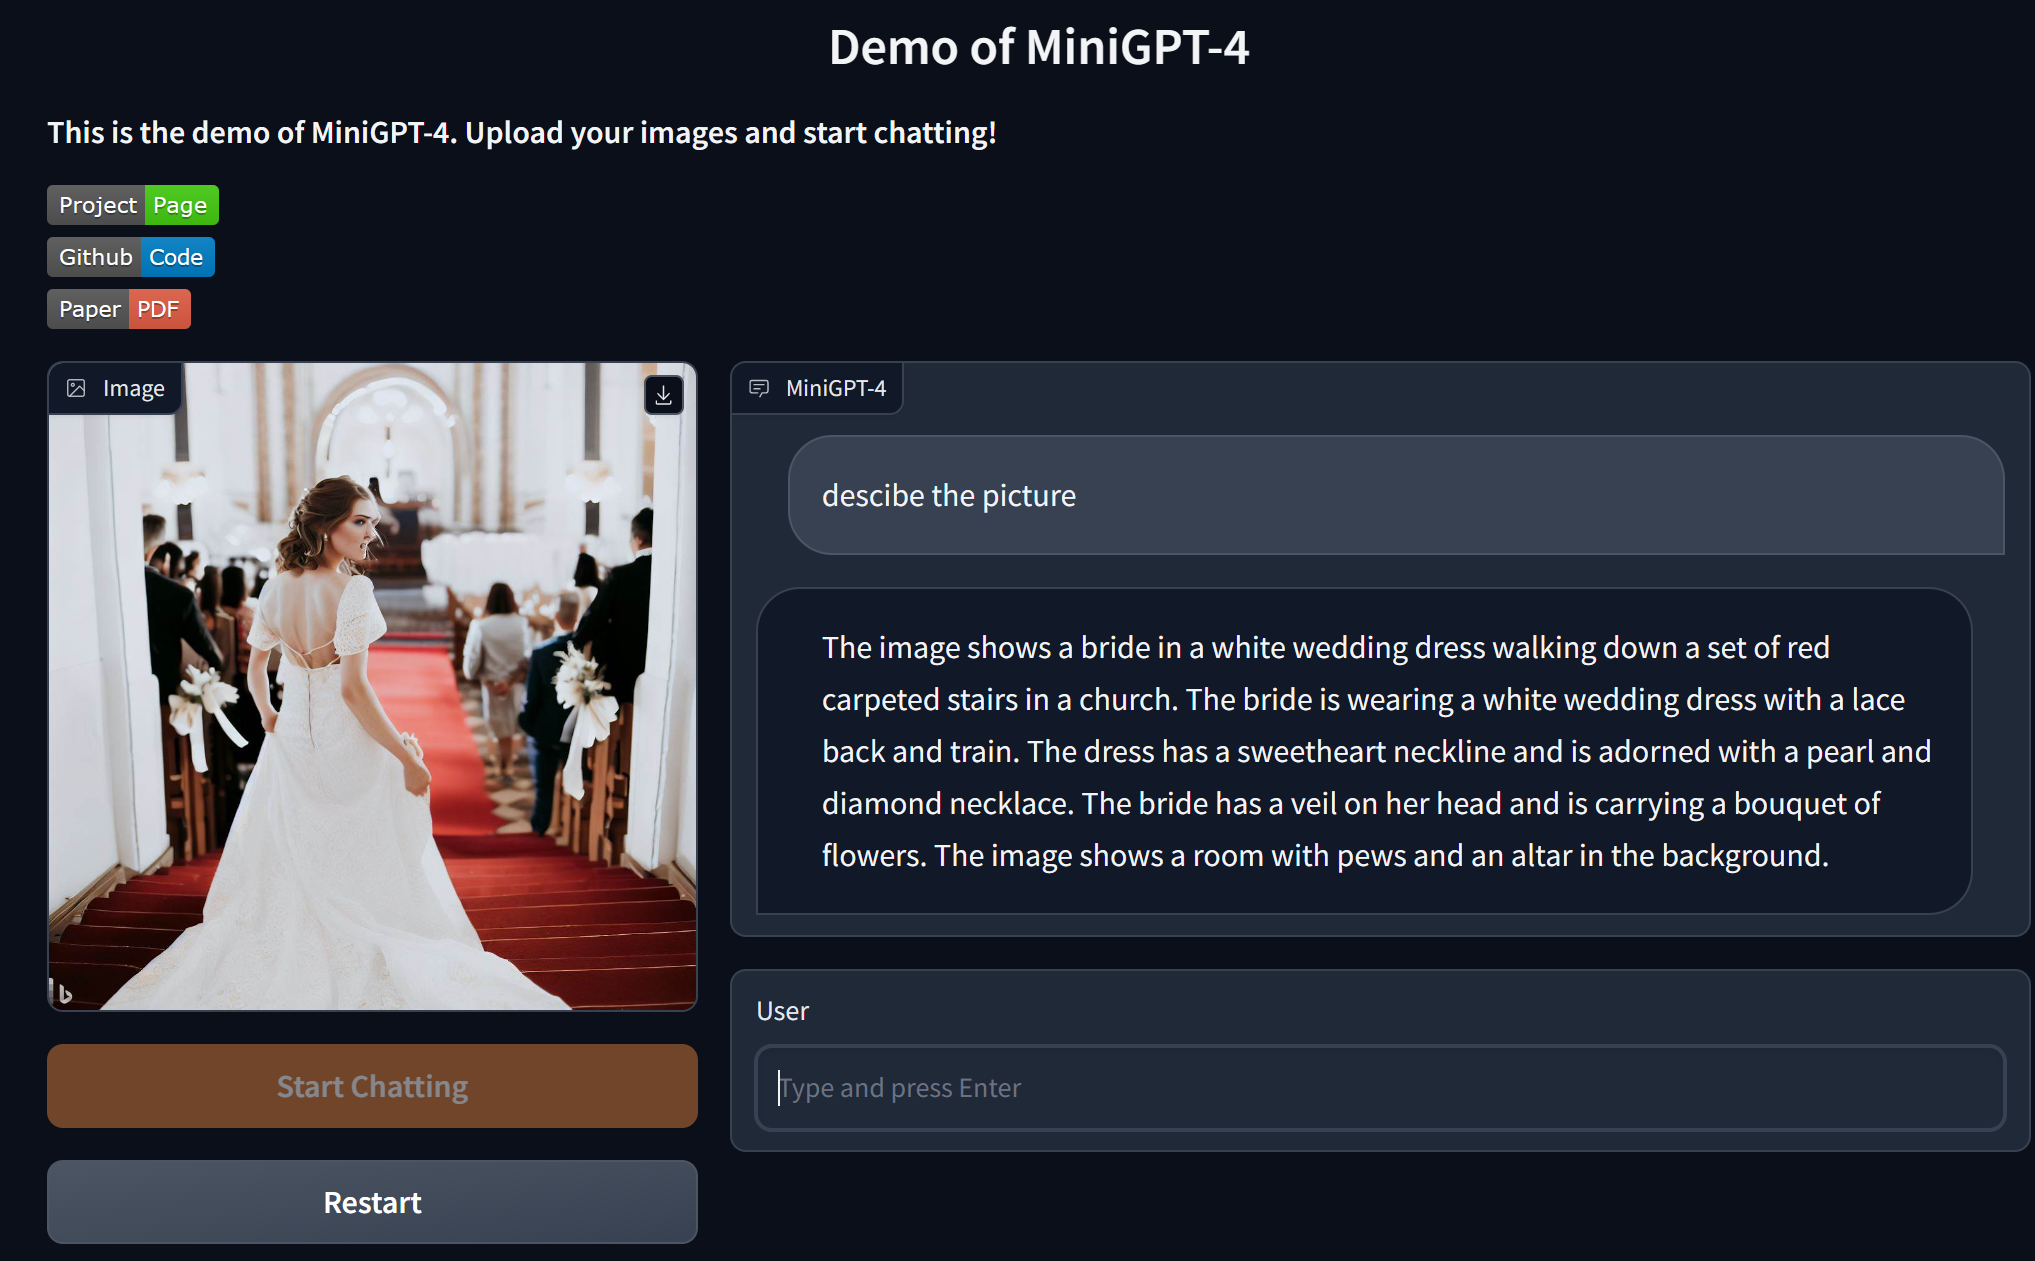 Demo of MiniGPT-4
This is the demo of MiniGPT-4. Upload your images and start chatting!
Project Page
Github Code
Paper PDF
Image
MiniGPT-4
descibe the picture
The image shows a bride in a white wedding dress walking down a set of red
carpeted stairs in a church. The bride is wearing a white wedding dress with a lace
back and train. The dress has a sweetheart neckline and is adorned with a pearl and
diamond necklace. The bride has a veil on her head and is carrying a bouquet of
flowers. The image shows a room with pews and an altar in the background.
User
Type and press Enter
Start Chatting
Restart